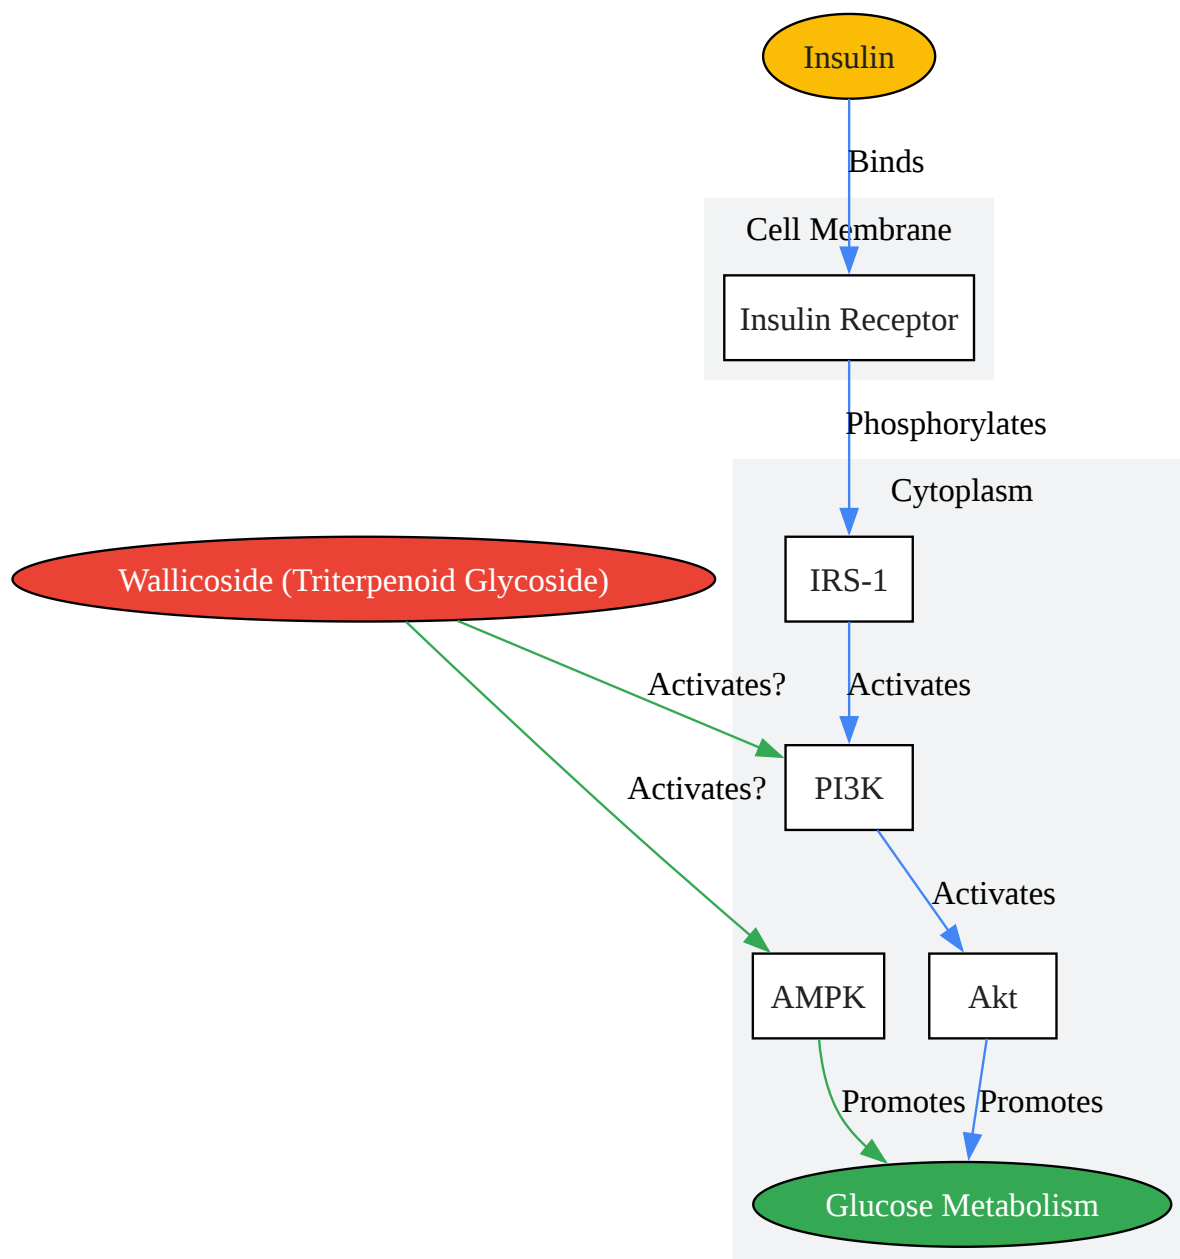 Insulin
Binds
Cell Membrane
Insulin Receptor
Phosphorylates
Cytoplasm
Wallicoside (Triterpenoid Glycoside)
IRS-1
Activates?
Activates
Activates?
PI3K
Activates
AMPK
Akt
Promotes
Promotes
Glucose Metabolism